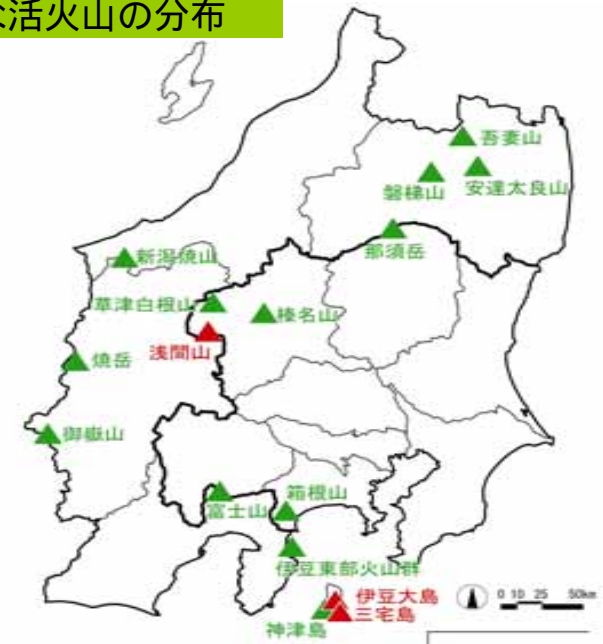 な活火山の分布
吾妻山
磐梯山
安達太良山
那須岳
新潟焼山
草津白根山
榛名山
浅間山
焼岳
御嶽山
富士山
箱根山
伊豆東部火山群
伊豆大島
三宅島
神津島
0 10 25 50km